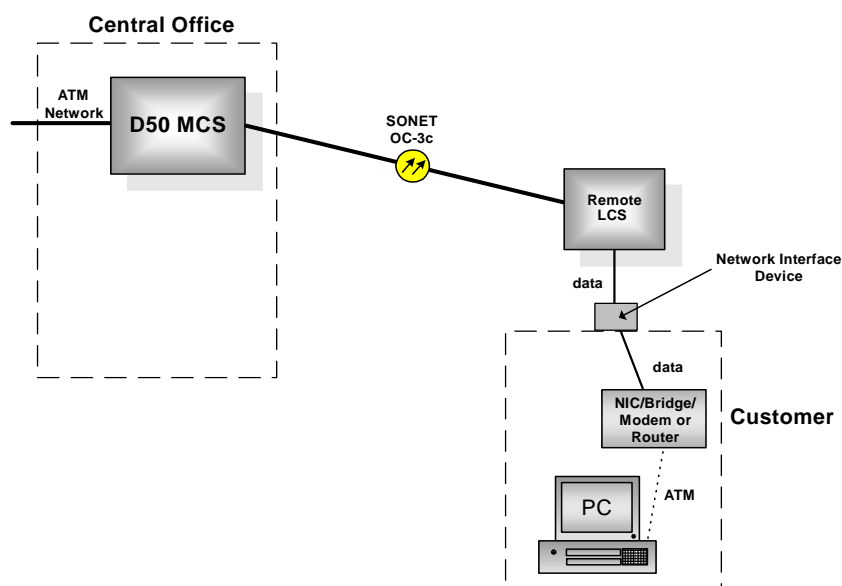 Central Office
ATM
Network
D50 MCS
SONET
OC-3c
Remote
LCS
Network Interface
Device
data
data
NIC/Bridge/
Modem or
Router
Customer
ATM
PC